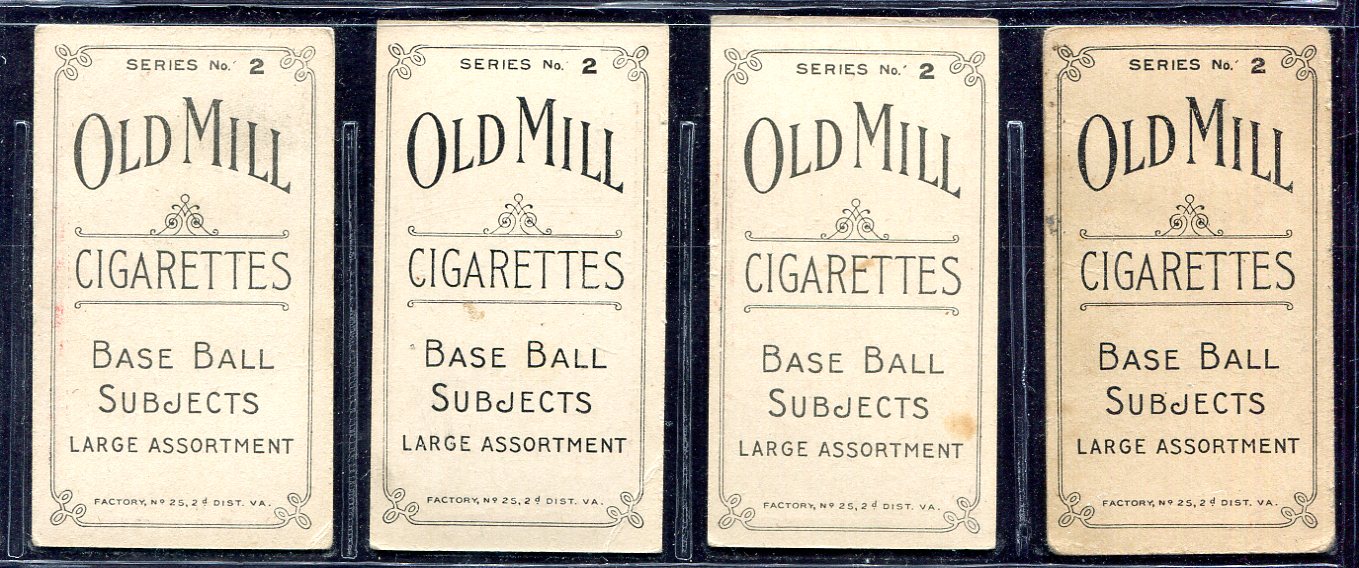 SERIES No. 2
OLD MILL
CIGARETTES
BASE BALL
SUBJECTS
LARGE ASSORTMENT
FACTORY, Nº 25, 2d DIST. VA.
SERIES No. 2
OLD MILL
CIGARETTES
BASE BALL
SUBJECTS
LARGE ASSORTMENT
FACTORY, Nº 25, 2d DIST. VA.
SERIES No. 2
OLD MILL
CIGARETTES
BASE BALL
SUBJECTS
LARGE ASSORTMENT
FACTORY, Nº 25, 2d DIST. VA.
SERIES No. 2
OLD MILL
CIGARETTES
BASE BALL
SUBJECTS
LARGE ASSORTMENT
FACTORY, Nº 25, 2d DIST. VA.